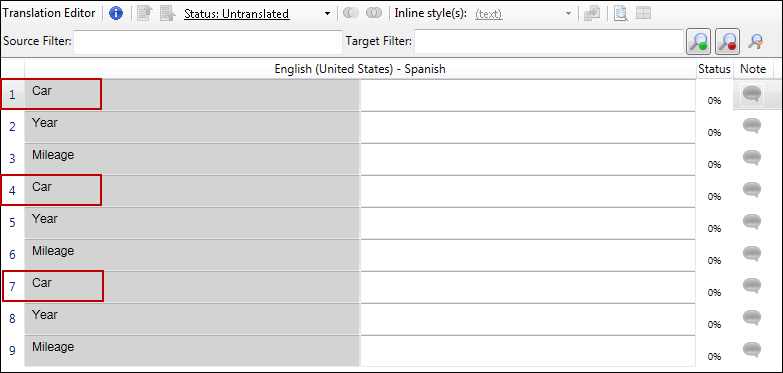 Translation Editor Status: Untranslated Inline style(s): (text)
Source Filter: Target Filter:
English (United States) - Spanish Status Note
1 Car 0%
2 Year 0%
3 Mileage 0%
4 Car 0%
5 Year 0%
6 Mileage 0%
7 Car 0%
8 Year 0%
9 Mileage 0%